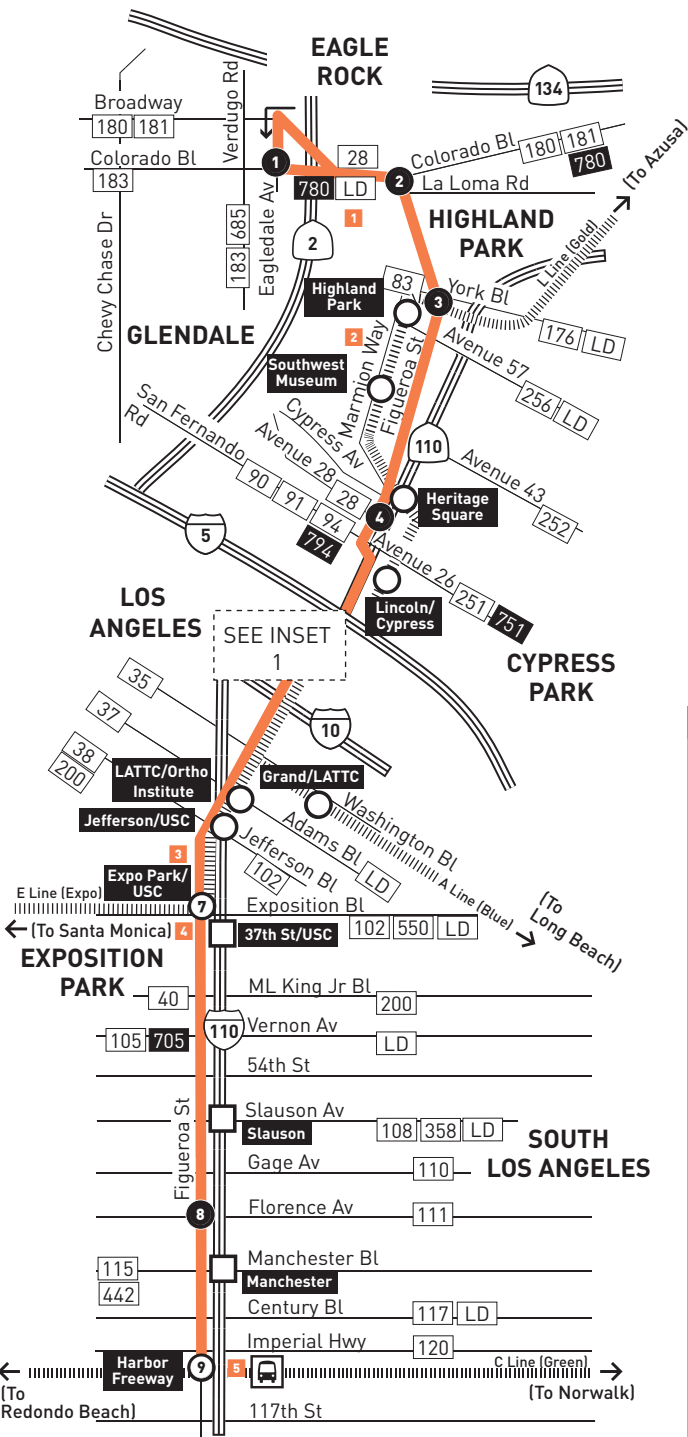 EAGLE
ROCK
134
Broadway
180 181
Verdugo Rd
Colorado Bl
183
1
28
2
Colorado Bl
180 181
780
(To Azusa)
780 LD
La Loma Rd
1
Eagledale Av
2
HIGHLAND
PARK
L Line (Gold)
Chevy Chase Dr
183 685
83
3
York Bl
176 LD
Highland
Park
GLENDALE
2
Marmion Way
Figueroa St
Avenue 57
256 LD
Southwest
Museum
San Fernando
Rd
Cypress Av
Avenue 28
28
110
Avenue 43
252
90 91 94
794
4
Heritage
Square
5
Avenue 26
251 751
Lincoln/
Cypress
LOS
ANGELES
SEE INSET
1
CYPRESS
PARK
35
37
38
200
10
LATTC/Ortho
Institute
Grand/LATTC
Washington Bl
Jefferson/USC
Adams Bl
LD
Jefferson Bl
102
A Line (Blue)
(To
Long Beach)
3
Expo Park/
USC
E Line (Expo)
7
Exposition Bl
(To Santa Monica)
4
37th St/USC
102 550 LD
EXPOSITION
PARK
40
ML King Jr Bl
200
105 705
110
Vernon Av
LD
54th St
Figueroa St
Slauson Av
Slauson
108 358 LD
SOUTH
LOS ANGELES
Gage Av
110
8
Florence Av
111
115
442
Manchester Bl
Manchester
Century Bl
117 LD
Imperial Hwy
120
Harbor
Freeway
9
5
C Line (Green)
(To
Redondo Beach)
(To Norwalk)
117th St